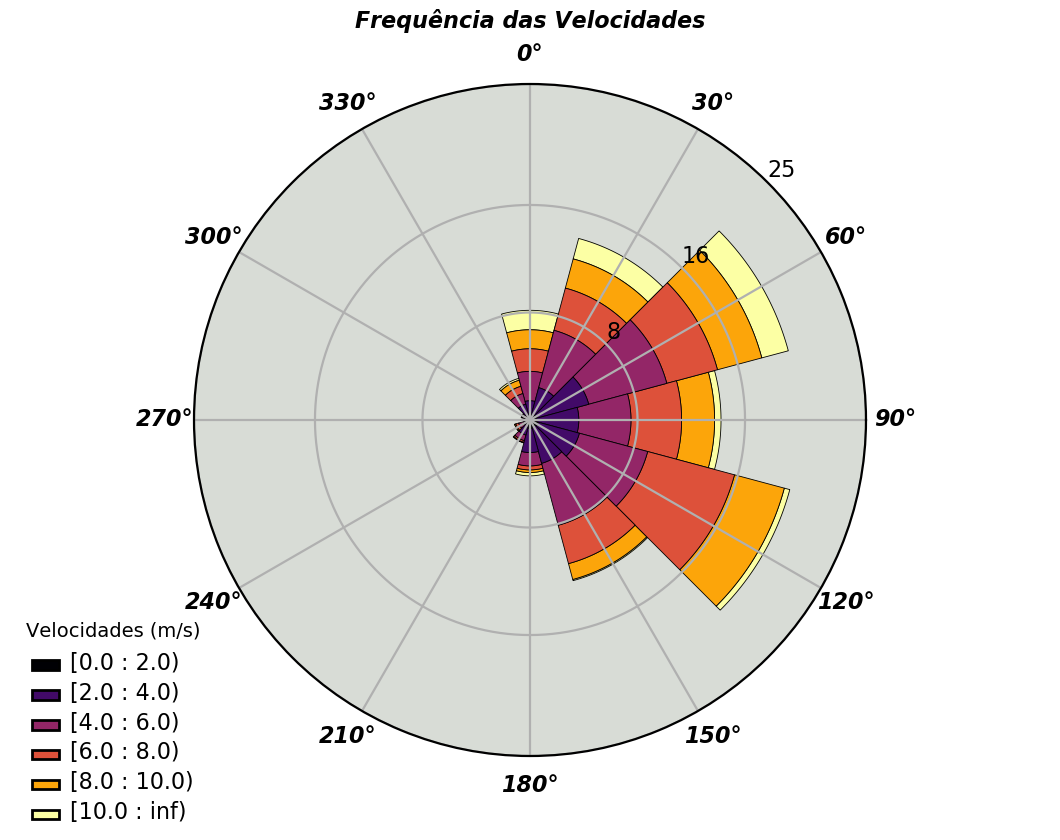 Frequência das Velocidades
0°
330°
30°
25
300°
60°
16
8
270°
90°
240°
120°
210°
150°
180°
Velocidades (m/s)
[0.0 : 2.0)
[2.0 : 4.0)
[4.0 : 6.0)
[6.0 : 8.0)
[8.0 : 10.0)
[10.0 : inf)